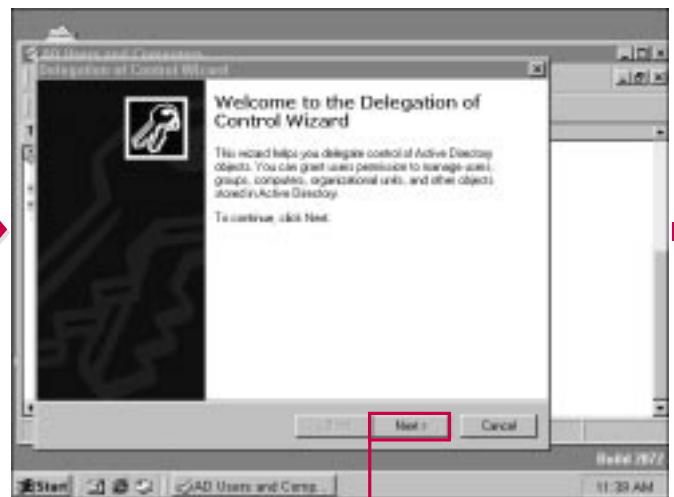 AD Users and Computers
Delegation of Control Wizard
Welcome to the Delegation of
Control Wizard
This wizard helps you delegate control of Active Directory
objects. You can grant users permission to manage users,
groups, computers, organizational units, and other objects
stored in Active Directory.
To continue, click Next.
Next >
Cancel
Build 2072
Start
AD Users and Comp...
11:39 AM